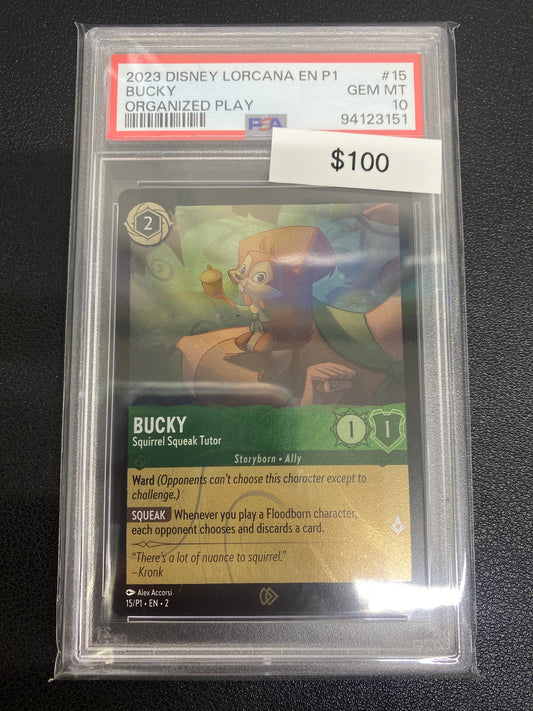 2023 DISNEY LORCANA EN P1 #15
BUCKY GEM MT
ORGANIZED PLAY 10
PSA 94123151
$100
2
BUCKY
Squirrel Squeak Tutor
1 1
Storyborn • Ally
Ward (Opponents can't choose this character except to
challenge.)
SQUEAK Whenever you play a Floodborn character,
each opponent chooses and discards a card.
"There's a lot of nuance to squirrel."
–Kronk
Alex Accorsi
15/P1 • EN • 2